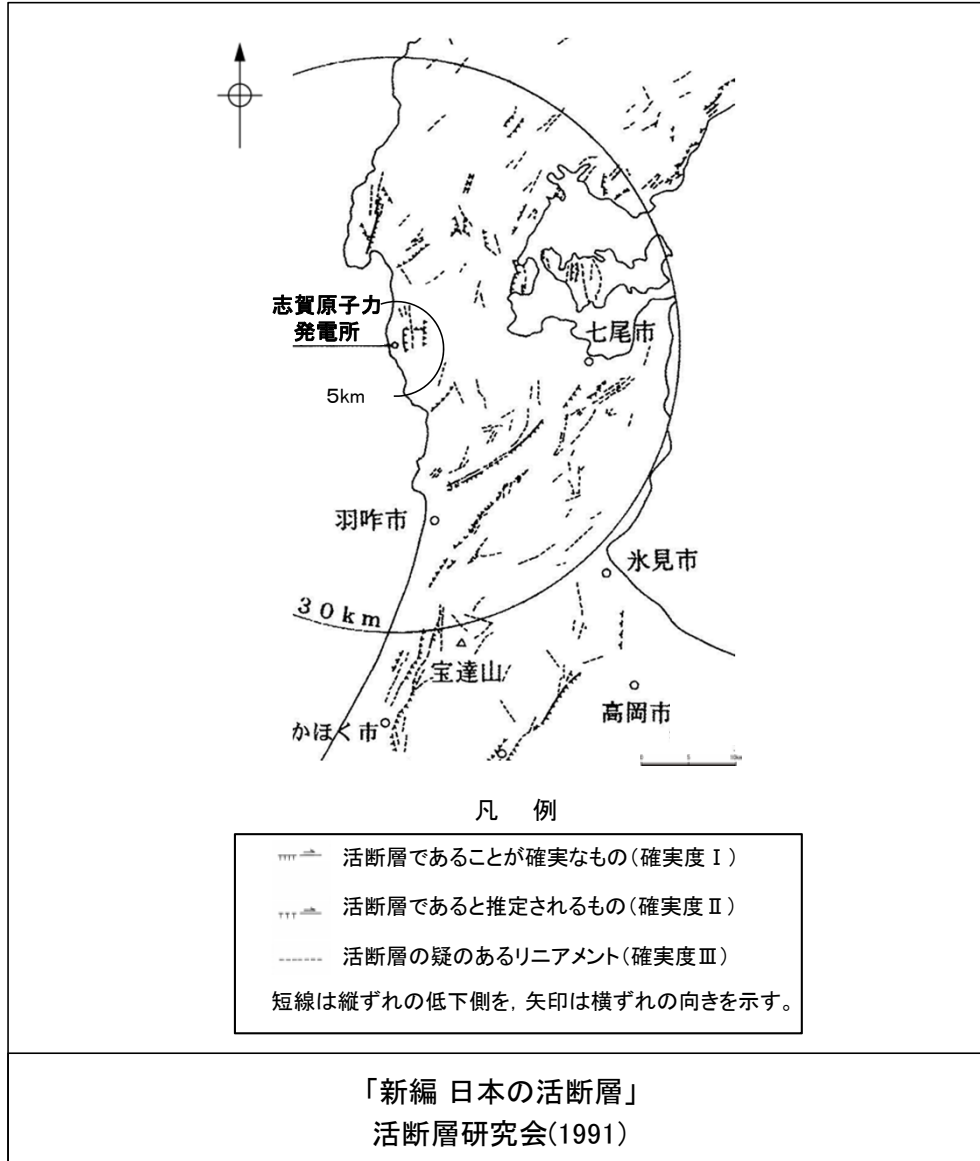 志賀原子力
発電所
5km
七尾市
羽咋市
氷見市
30km
宝達山
高岡市
かほく市
0 5 10km
凡 例
活断層であることが確実なもの(確実度Ⅰ)
活断層であると推定されるもの(確実度Ⅱ)
活断層の疑のあるリニアメント(確実度Ⅲ)
短線は縦ずれの低下側を,矢印は横ずれの向きを示す。
「新編 日本の活断層」
活断層研究会(1991)